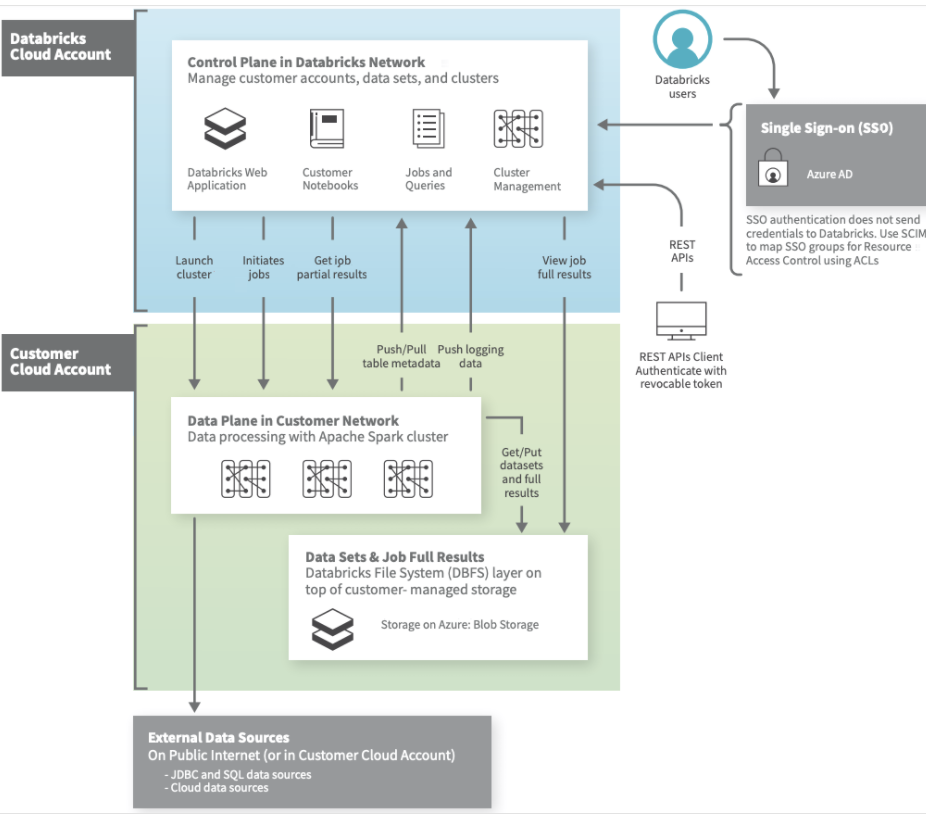 Databricks
Cloud Account
Control Plane in Databricks Network
Manage customer accounts, data sets, and clusters
Databricks Web
Application
Customer
Notebooks
Jobs and
Queries
Cluster
Management
Databricks
users
Single Sign-on (SSO)
Azure AD
SSO authentication does not send
credentials to Databricks. Use SCIM
to map SSO groups for Resource
Access Control using ACLs
Launch
cluster
Initiates
jobs
Get ipb
partial results
View job
full results
REST
APIs
REST APIs Client
Authenticate with
revocable token
Customer
Cloud Account
Push/Pull
table metadata
Push logging
data
Data Plane in Customer Network
Data processing with Apache Spark cluster
Get/Put
datasets
and full
results
Data Sets & Job Full Results
Databricks File System (DBFS) layer on
top of customer- managed storage
Storage on Azure: Blob Storage
External Data Sources
On Public Internet (or in Customer Cloud Account)
- JDBC and SQL data sources
- Cloud data sources